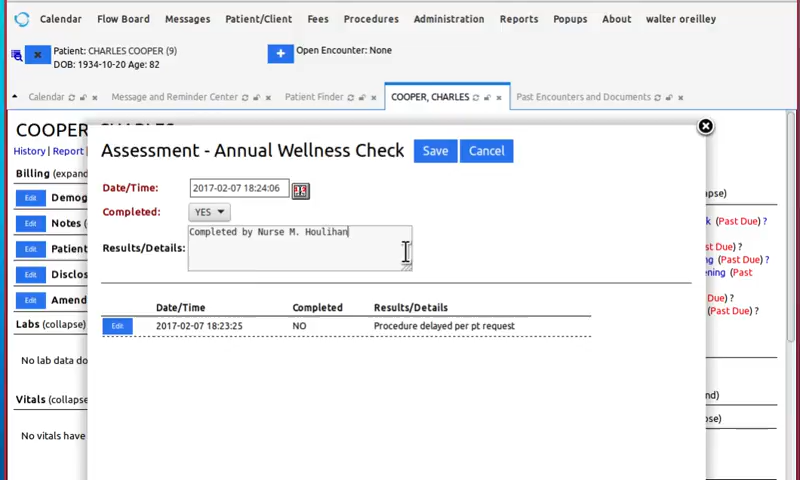 Calendar Flow Board Messages Patient/Client Fees Procedures Administration Reports Popups About walter oreilley
Patient: CHARLES COOPER (9)
DOB: 1934-10-20 Age: 82
Open Encounter: None
Calendar Message and Reminder Center Patient Finder COOPER, CHARLES Past Encounters and Documents
COOPER, CHARLES
History | Report |
Billing (expan
Edit Demog
Edit Notes (
Edit Patient
Edit Disclos
Edit Amend
Labs (collapse)
No lab data do
Vitals (collapse
No vitals have
Assessment - Annual Wellness Check Save Cancel
Date/Time: 2017-02-07 18:24:06
Completed: YES
Results/Details: Completed by Nurse M. Houlihan
Date/Time Completed Results/Details
Edit 2017-02-07 18:23:25 NO Procedure delayed per pt request
pse)
k (Past Due) ?
st Due) ?
ng (Past Due) ?
ening (Past
Due) ?
(Past Due) ?
nd)
pse)